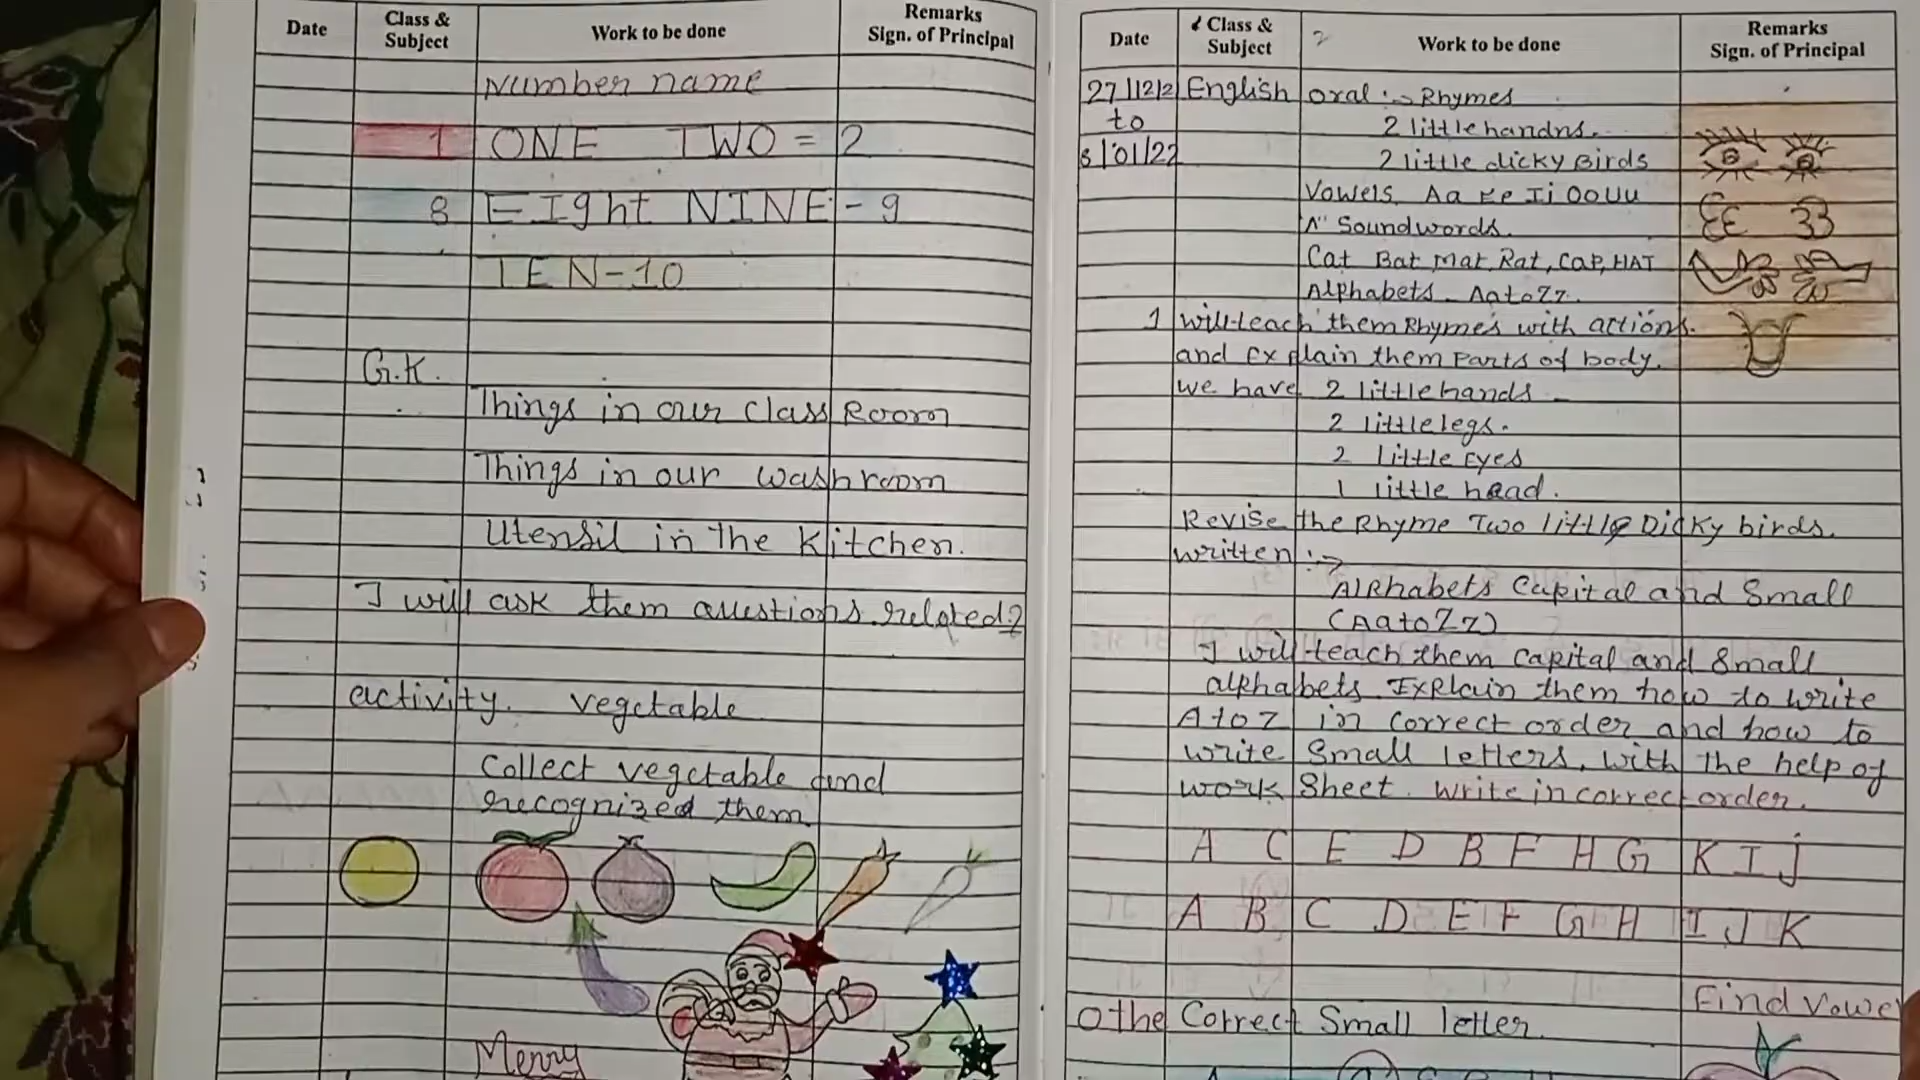 Date Class & Subject Work to be done Remarks Sign. of Principal
Number name
1 ONE TWO = 2
8 EIght NINE - 9
TEN-10
G.K.
Things in our class Room
Things in our washroom
Utensil in the kitchen.
I will ask them questions related?
activity. vegetable
Collect vegetable and
recognized them
Merry
Date Class & Subject Work to be done Remarks Sign. of Principal
27/12/2 English oral :→ Rhymes
to 2 little handns.
8/01/22 2 little dicky Birds
Vowels Aa Ee Ii OO Uu
A" Sound words.
Cat Bat Mat, Rat, Cap, HAT
Alphabets - Aa to Zz.
I will teach them Rhymes with actions.
and Explain them Parts of body.
we have 2 little hands
2 little legs.
2 little Eyes
1 little head.
Revise the Rhyme Two little Dicky birds.
written :→
Alphabets Capital and Small
(Aa to Zz)
I will teach them capital and Small
alphabets. Explain them how to write
A to Z in correct order and how to
write Small letters, with the help of
work Sheet. Write in correct order.
A C E D B F H G K I J
A B C D E F G H I J K
Find Vowe
O the Correct Small letter.